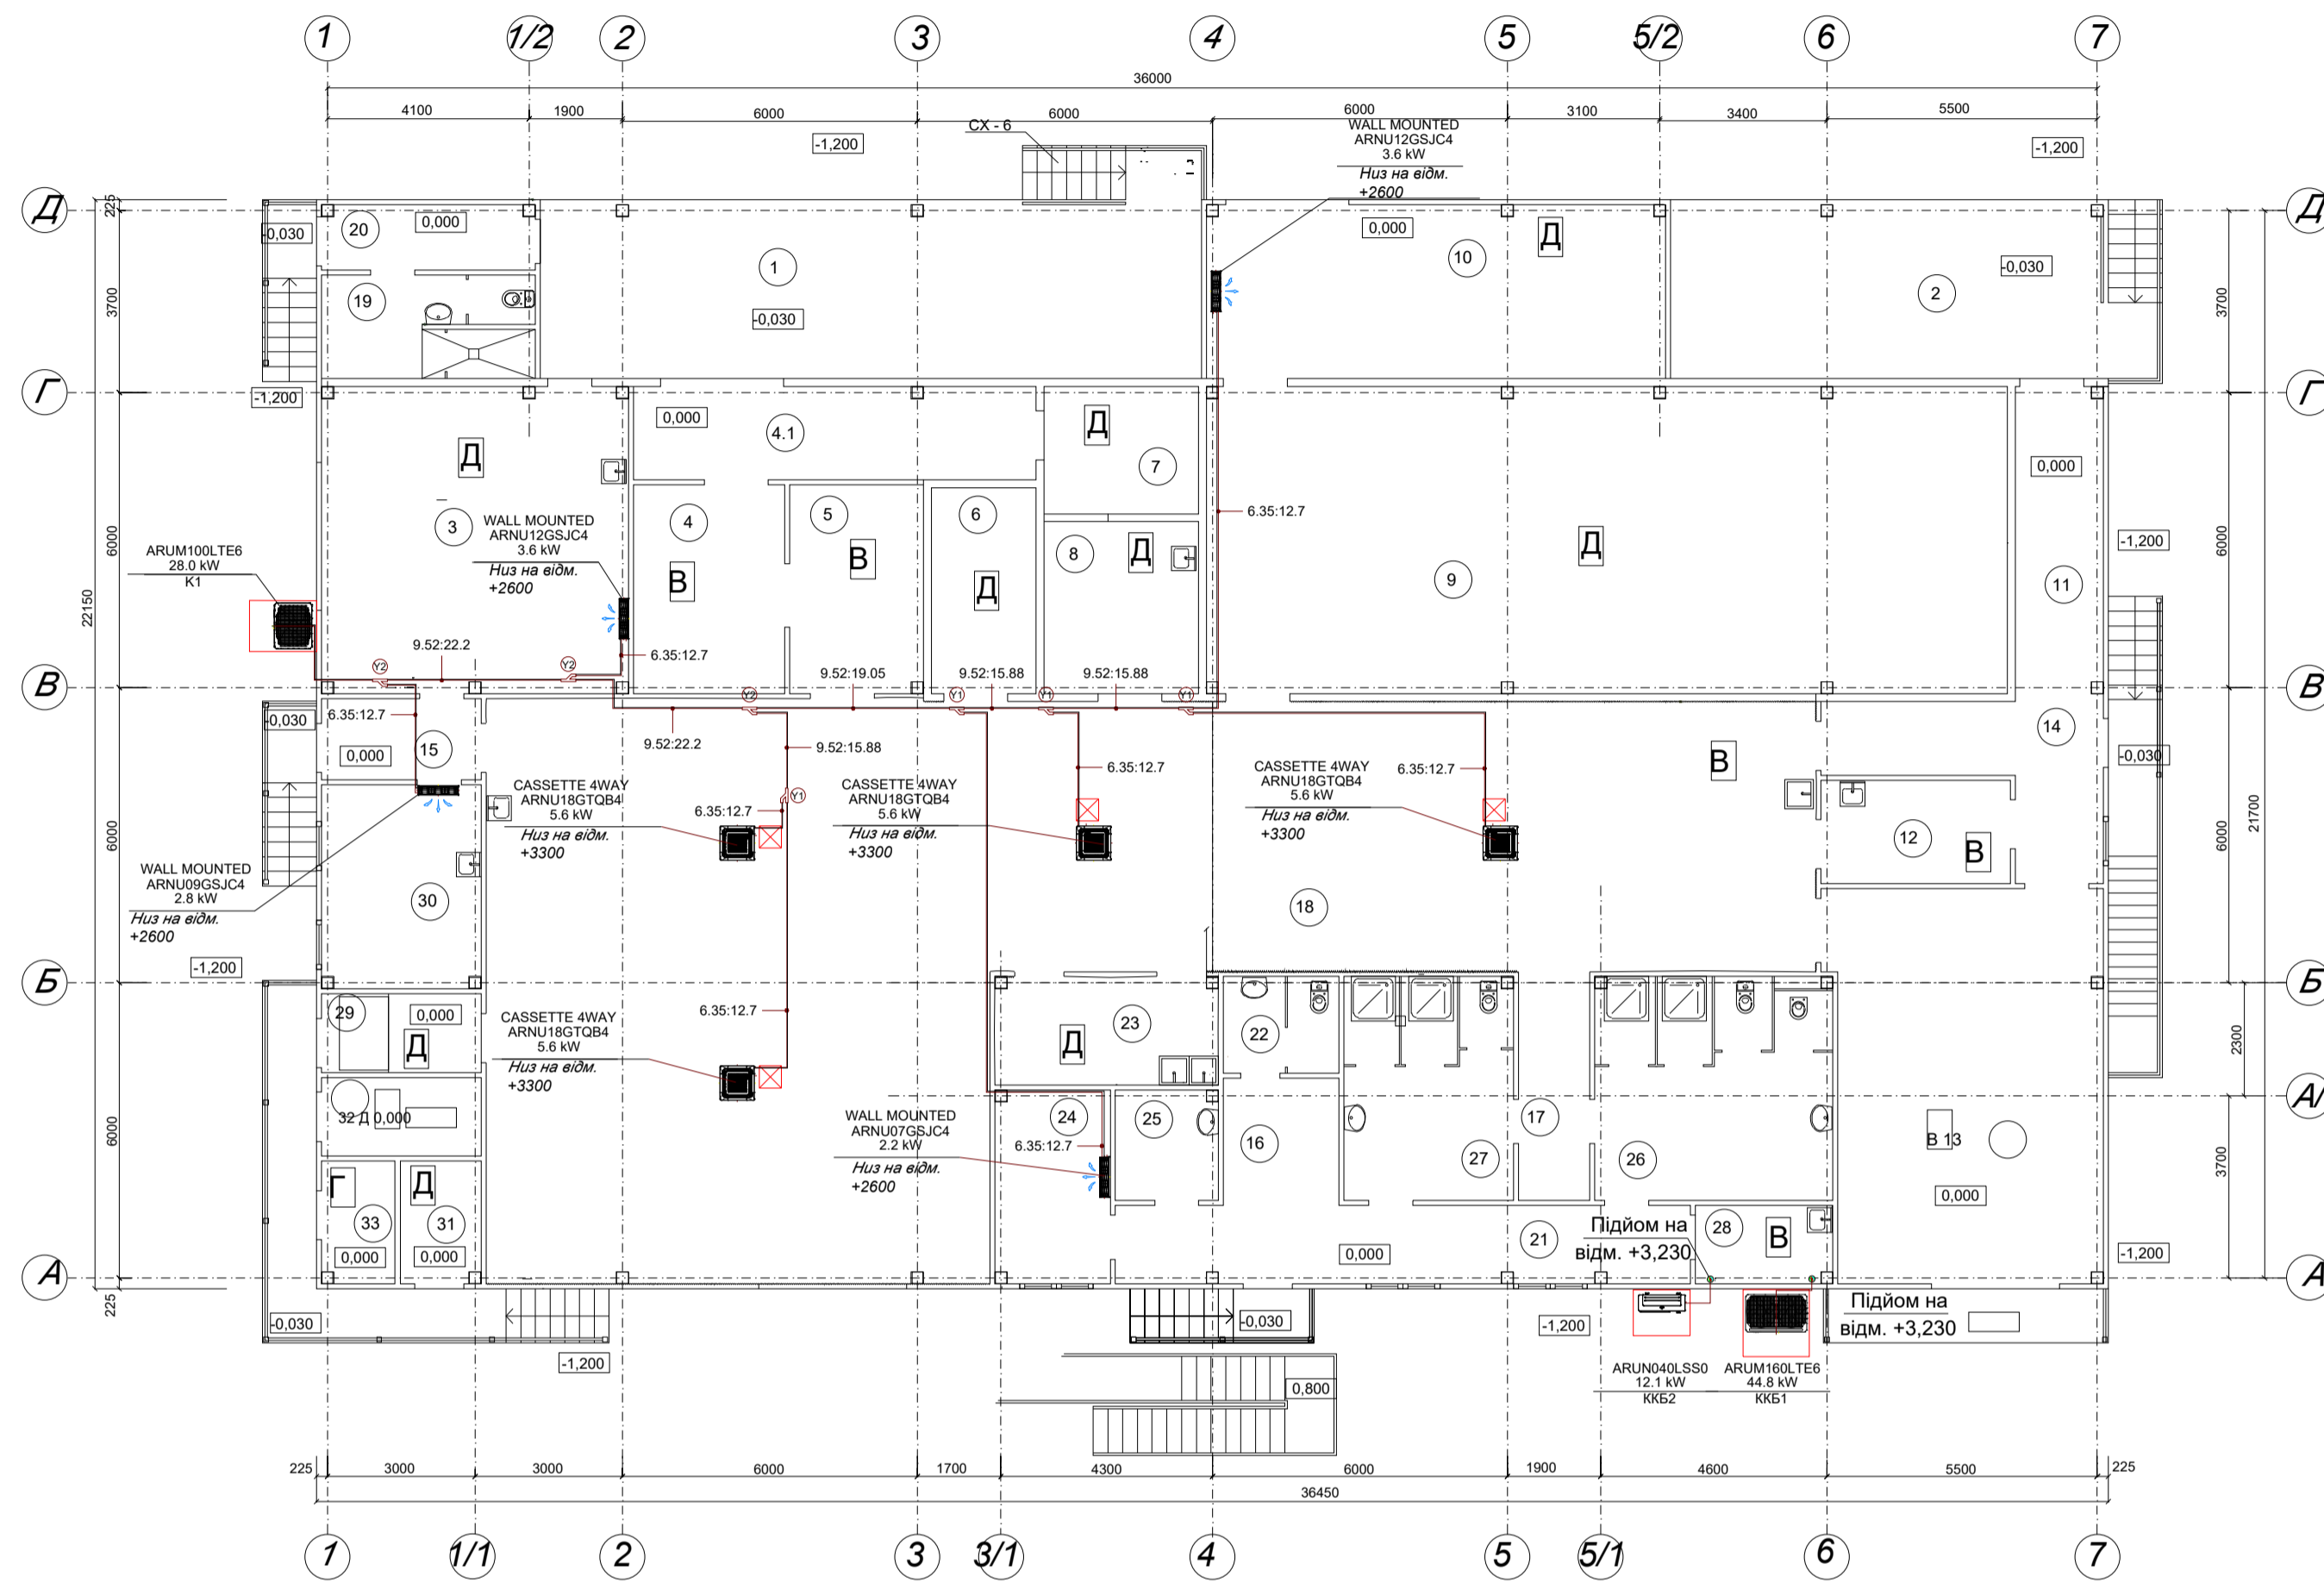 1
1/2
2
3
4
5
5/2
6
7
36000
4100
1900
6000
6000
6000
3100
3400
5500
СХ - 6
-1,200
-1,200
WALL MOUNTED
ARNU12GSJC4
3.6 kW
Низ на відм.
+2600
Д
225
Д
20
0,000
-0,030
1
-0,030
0,000
10
Д
-0,030
2
19
3700
3700
Г
-1,200
Г
0,000
4.1
Д
7
0,000
Д
3
WALL MOUNTED
ARNU12GSJC4
3.6 kW
Низ на відм.
+2600
4
В
5
В
6
Д
8
Д
6.35:12.7
9
Д
11
-1,200
6000
6000
22150
ARUM100LTE6
28.0 kW
К1
9.52:22.2
Y2
Y2
6.35:12.7
9.52:19.05
9.52:15.88
9.52:15.88
В
Y2
Y1
Y1
Y1
В
-0,030
6.35:12.7
15
0,000
9.52:22.2
9.52:15.88
6.35:12.7
6.35:12.7
В
14
-0,030
CASSETTE 4WAY
ARNU18GTQB4
5.6 kW
Низ на відм.
+3300
6.35:12.7
Y1
CASSETTE 4WAY
ARNU18GTQB4
5.6 kW
Низ на відм.
+3300
CASSETTE 4WAY
ARNU18GTQB4
5.6 kW
Низ на відм.
+3300
12
В
6000
6000
21700
WALL MOUNTED
ARNU09GSJC4
2.8 kW
Низ на відм.
+2600
30
18
-1,200
Б
Б
29
0,000
Д
CASSETTE 4WAY
ARNU18GTQB4
5.6 kW
Низ на відм.
+3300
6.35:12.7
23
Д
22
2300
32 Д 0,000
WALL MOUNTED
ARNU07GSJC4
2.2 kW
Низ на відм.
+2600
24
6.35:12.7
25
16
27
17
26
В 13
0,000
А/
6000
3700
Г
33
0,000
Д
31
0,000
0,000
21
Підйом на
відм. +3,230
28
В
-1,200
А
А
225
-0,030
-1,200
-0,030
-1,200
Підйом на
відм. +3,230
ARUN040LSS0
12.1 kW
ККБ2
ARUM160LTE6
44.8 kW
ККБ1
0,800
225
3000
3000
6000
1700
4300
6000
1900
4600
5500
225
36450
1
1/1
2
3
3/1
4
5
5/1
6
7